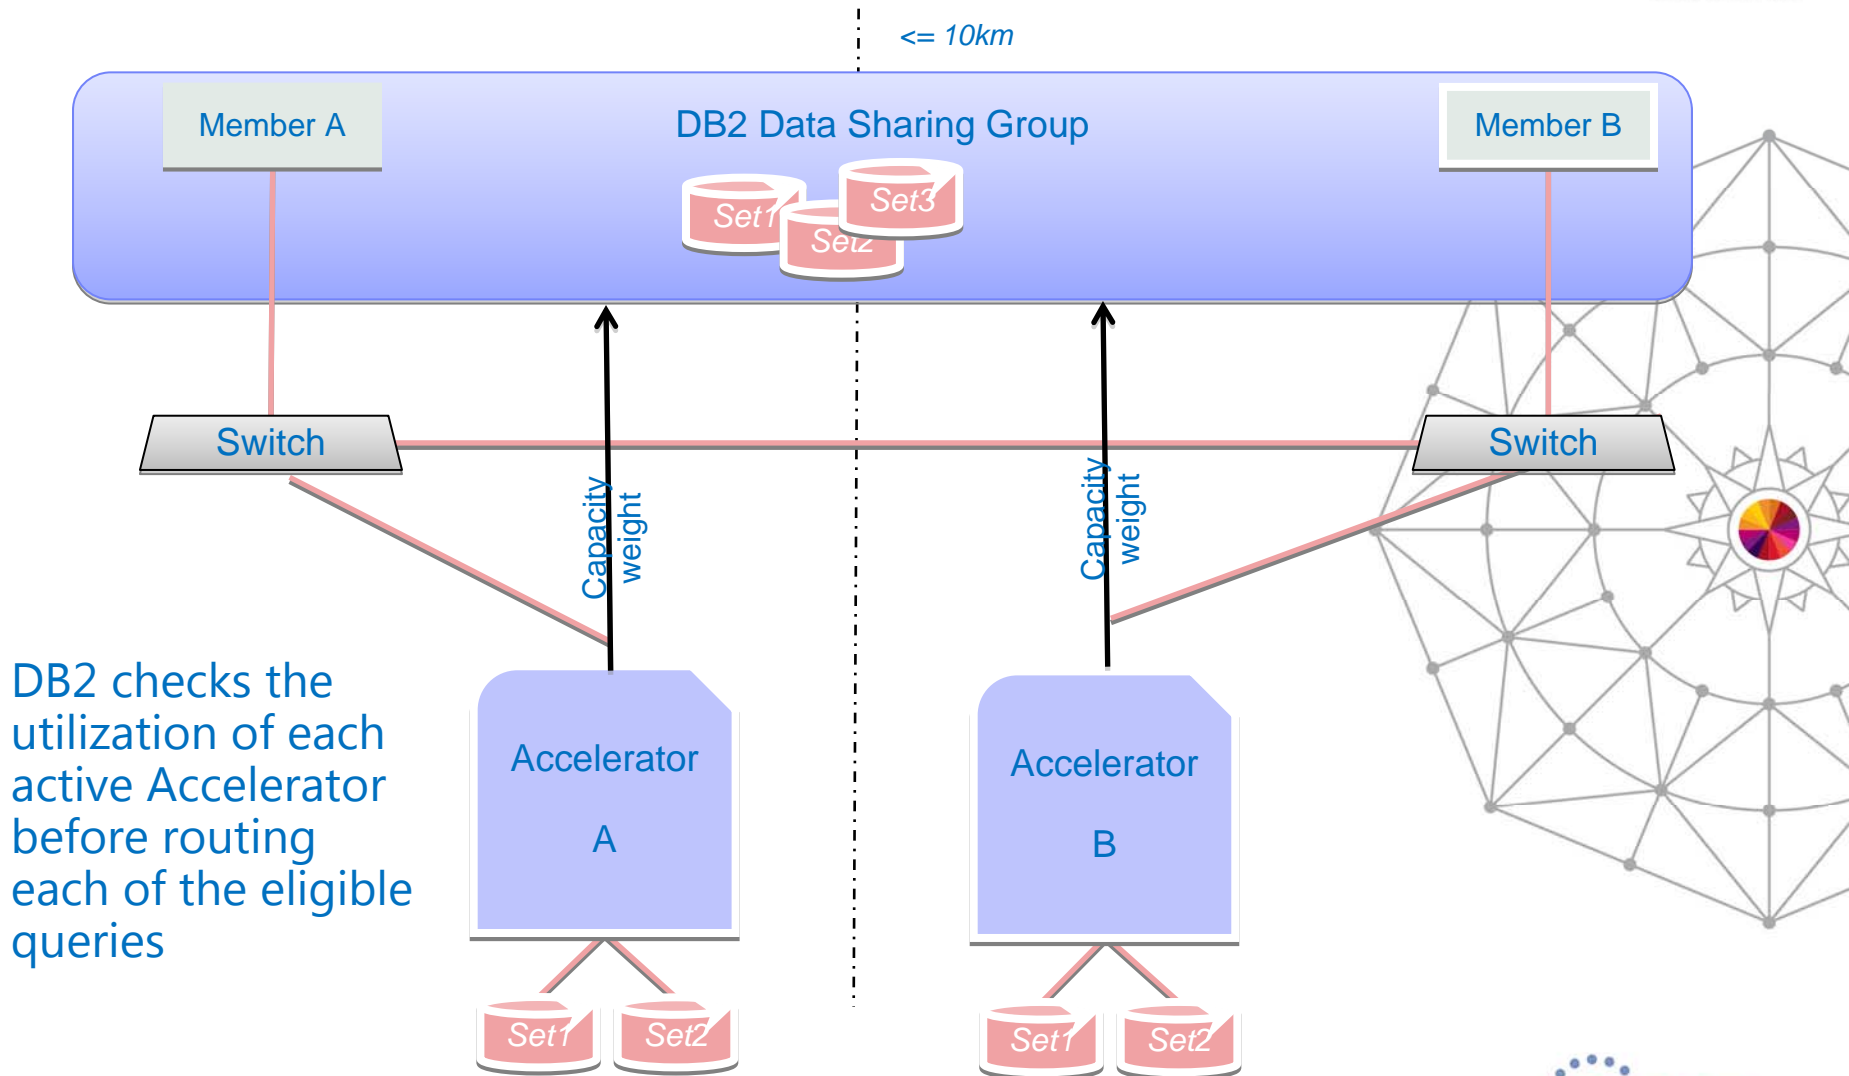 <= 10km
Member A
DB2 Data Sharing Group
Member B
Set1
Set2
Set3
Switch
Switch
Capacity
weight
Capacity
weight
DB2 checks the
utilization of each
active Accelerator
before routing
each of the eligible
queries
Accelerator
A
Accelerator
B
Set1
Set2
Set1
Set2